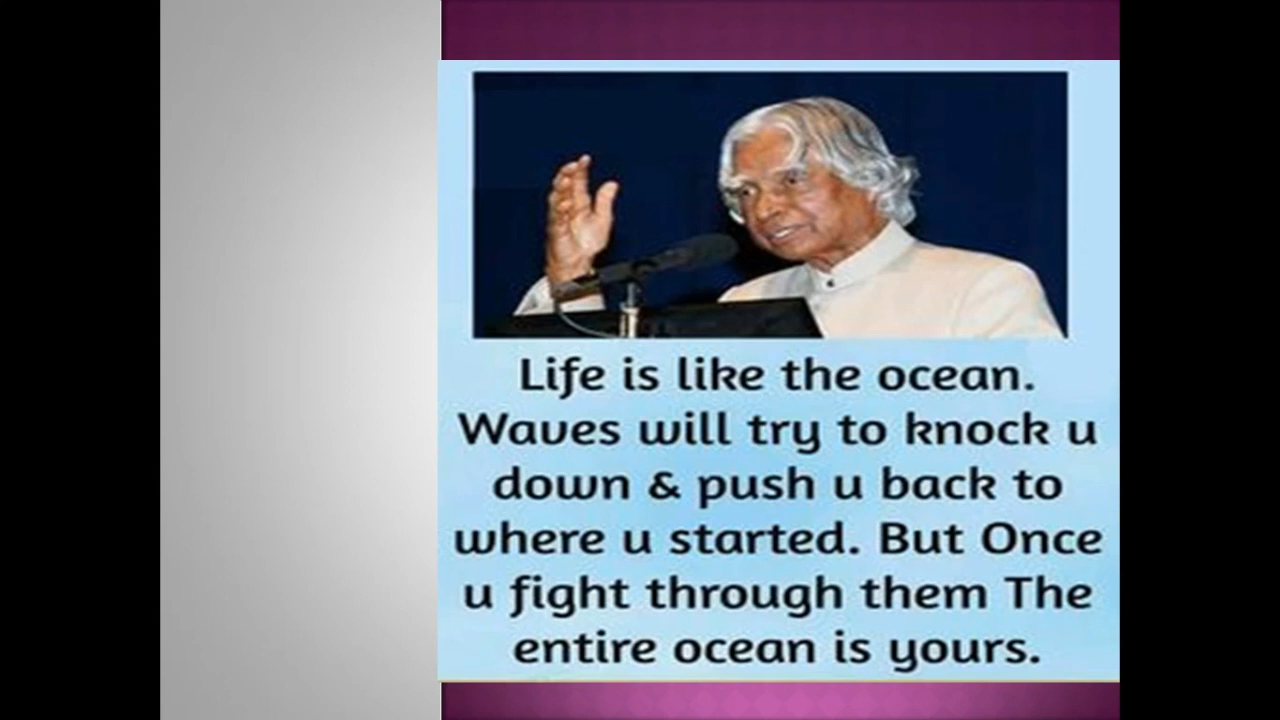 Life is like the ocean.
Waves will try to knock u
down & push u back to
where u started. But Once
u fight through them The
entire ocean is yours.